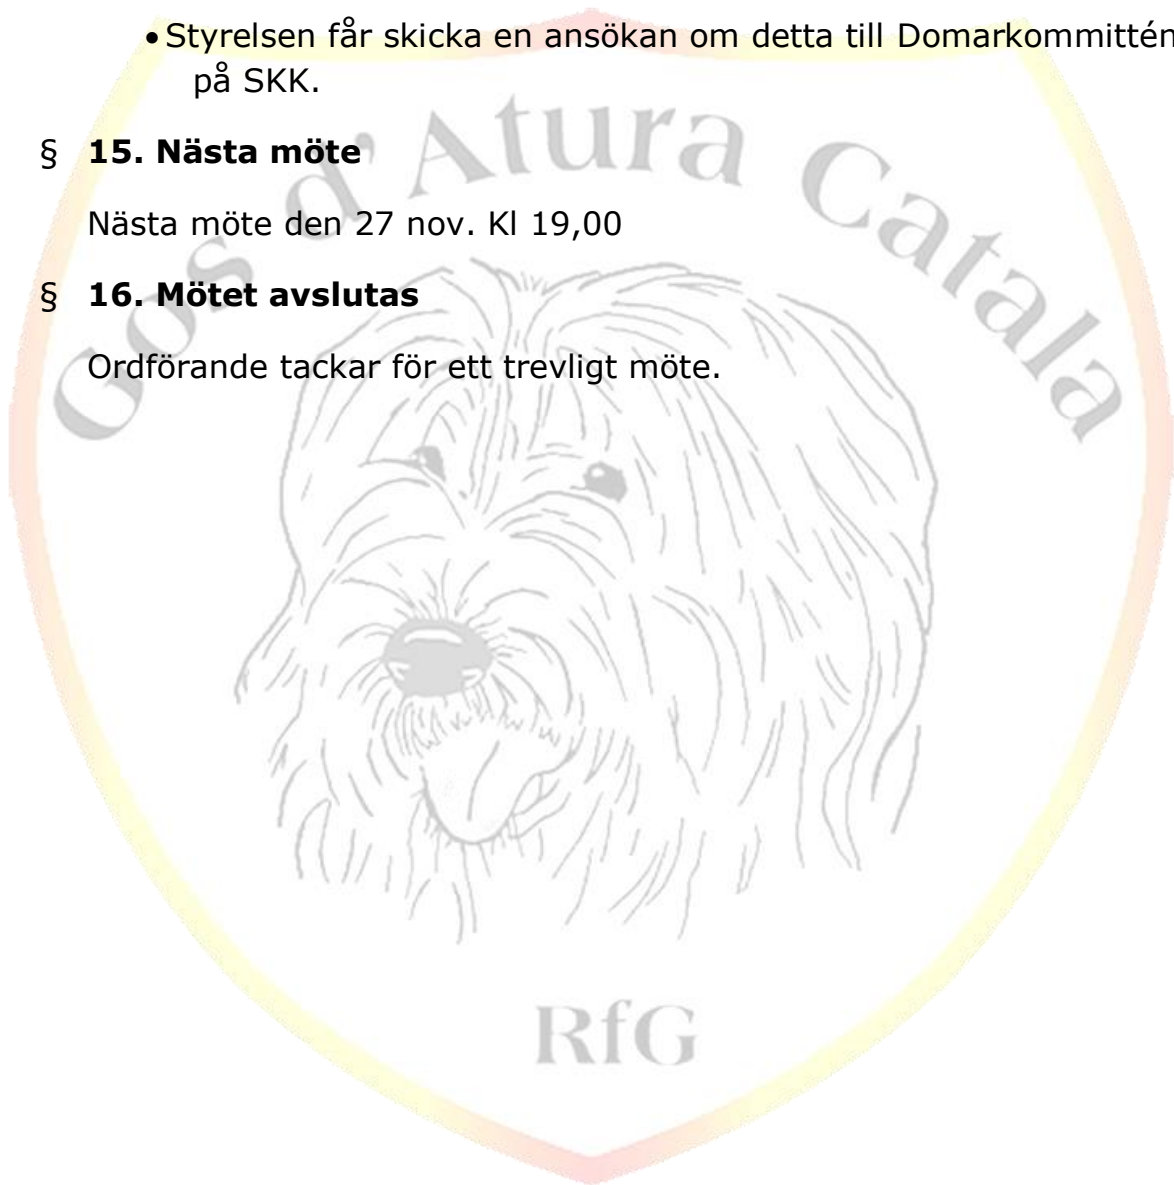 • Styrelsen får skicka en ansökan om detta till Domarkommittén
på SKK.
§ 15. Nästa möte
Nästa möte den 27 nov. Kl 19,00
§ 16. Mötet avslutas
Ordförande tackar för ett trevligt möte.
Gos d'Atura Catala
RfG